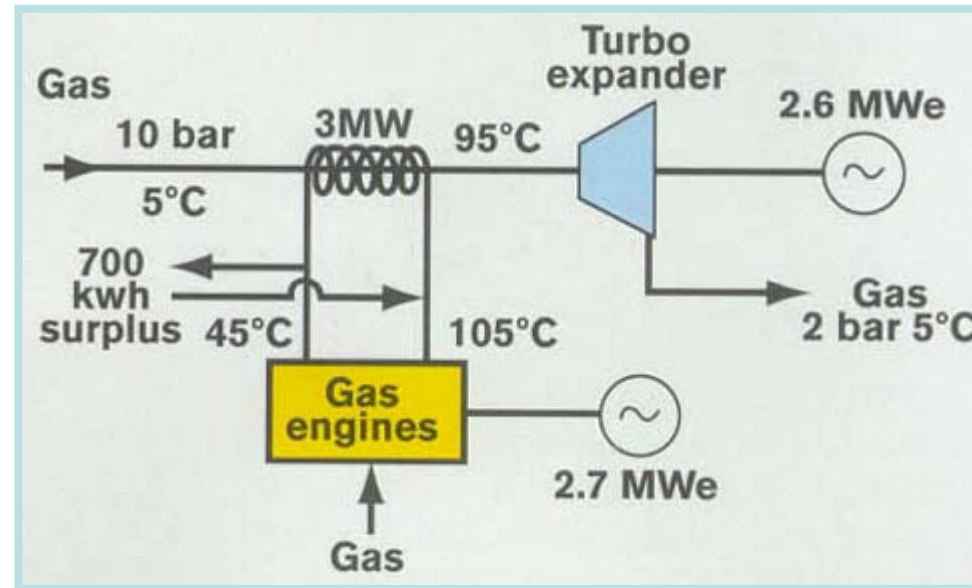 Turbo
expander
Gas
10 bar
3MW
95°C
2.6 MWe
5°C
700
kwh
surplus
45°C
105°C
Gas
2 bar 5°C
Gas
engines
2.7 MWe
Gas